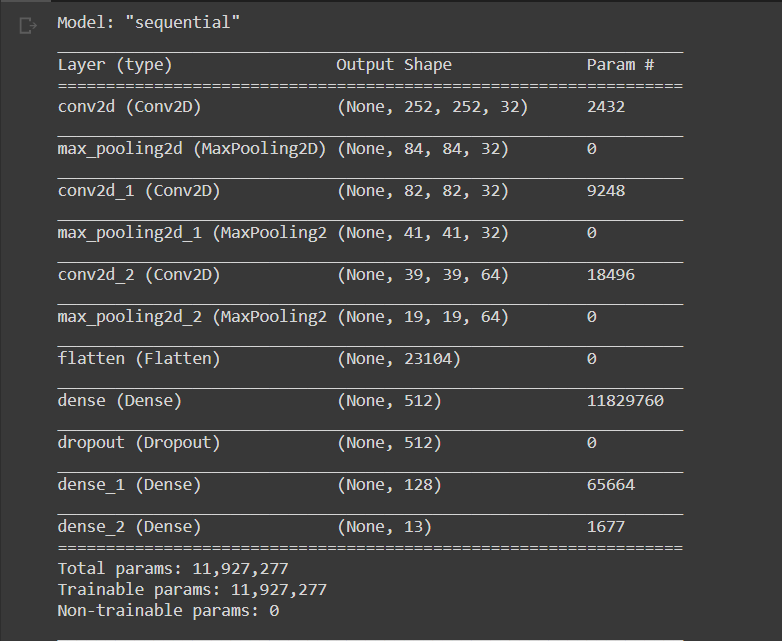 Model: "sequential"
Layer (type) Output Shape Param #
conv2d (Conv2D) (None, 252, 252, 32) 2432
max_pooling2d (MaxPooling2D) (None, 84, 84, 32) 0
conv2d_1 (Conv2D) (None, 82, 82, 32) 9248
max_pooling2d_1 (MaxPooling2 (None, 41, 41, 32) 0
conv2d_2 (Conv2D) (None, 39, 39, 64) 18496
max_pooling2d_2 (MaxPooling2 (None, 19, 19, 64) 0
flatten (Flatten) (None, 23104) 0
dense (Dense) (None, 512) 11829760
dropout (Dropout) (None, 512) 0
dense_1 (Dense) (None, 128) 65664
dense_2 (Dense) (None, 13) 1677
Total params: 11,927,277
Trainable params: 11,927,277
Non-trainable params: 0